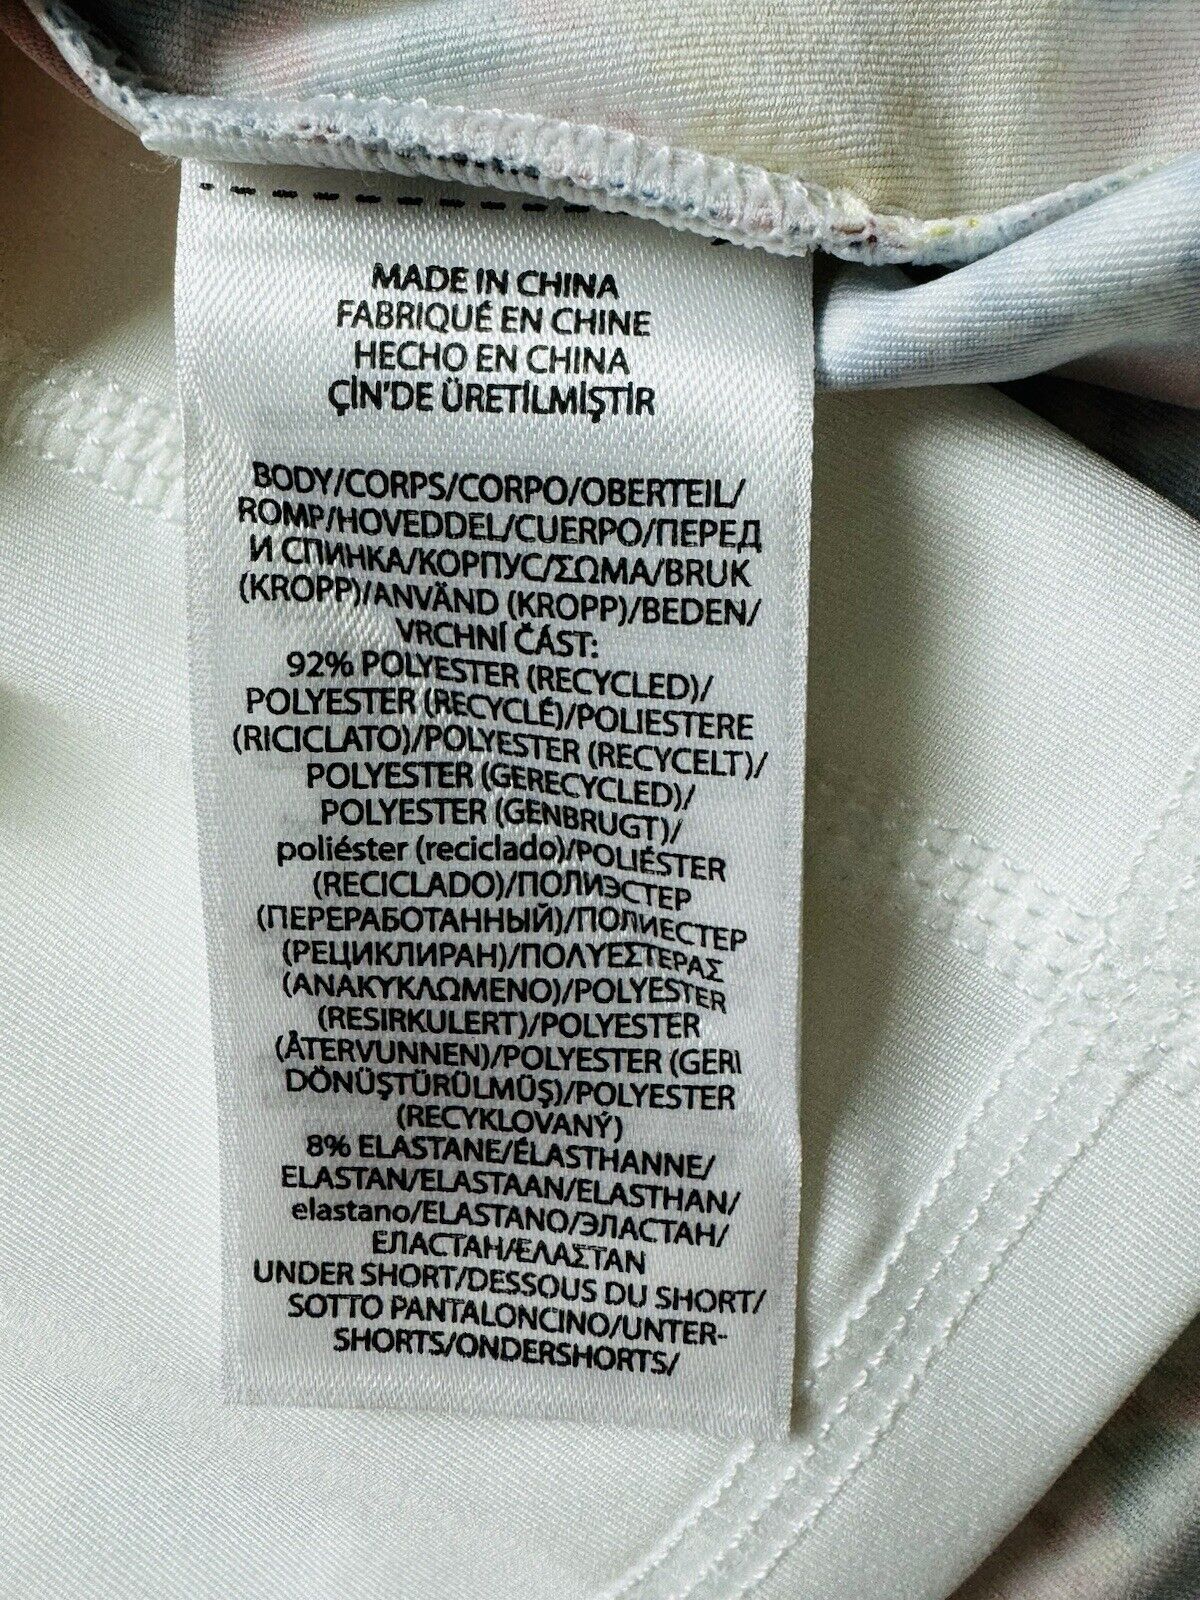 MADE IN CHINA
FABRIQUÉ EN CHINE
HECHO EN CHINA
ÇİN'DE ÜRETİLMİŞTİR
BODY/CORPS/CORPO/OBERTEIL/
ROMP/HOVEDDEL/CUERPO/ПЕРЕД
И СПИНКА/КОРПУС/ΣΩΜΑ/BRUK
(KROPP)/ANVÄND (KROPP)/BEDEN/
VRCHNÍ ČÁST:
92% POLYESTER (RECYCLED)/
POLYESTER (RECYCLÉ)/POLIESTERE
(RICICLATO)/POLYESTER (RECYCELT)/
POLYESTER (GERECYCLED)/
POLYESTER (GENBRUGT)/
poliéster (reciclado)/POLIÉSTER
(RECICLADO)/ПОЛИЭСТЕР
(ПЕРЕРАБОТАННЫЙ)/ПОЛИЕСТЕР
(РЕЦИКЛИРАН)/ΠΟΛΥΕΣΤΕΡΑΣ
(ΑΝΑΚΥΚΛΩΜΕΝΟ)/POLYESTER
(RESIRKULERT)/POLYESTER
(ÅTERVUNNEN)/POLYESTER (GERI
DÖNÜŞTÜRÜLMÜŞ)/POLYESTER
(RECYKLOVANÝ)
8% ELASTANE/ÉLASTHANNE/
ELASTAN/ELASTAAN/ELASTHAN/
elastano/ELASTANO/ЭЛАСТАН/
ЕЛАСТАН/ΕΛΑΣΤΑΝ
UNDER SHORT/DESSOUS DU SHORT/
SOTTO PANTALONCINO/UNTER-
SHORTS/ONDERSHORTS/